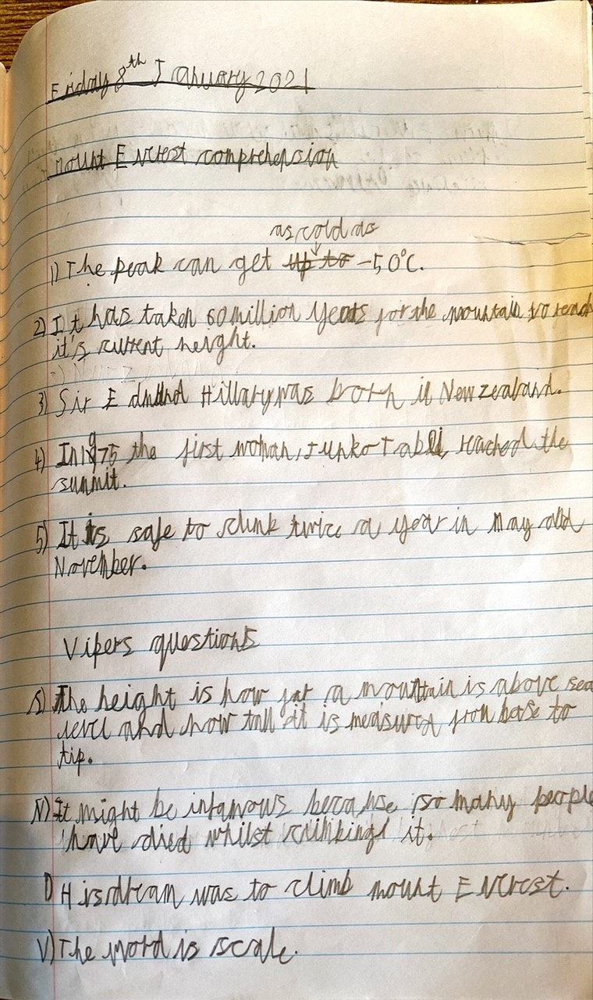 Friday 8th January 2021
Mount Everest comprehension
as cold as
1) The peak can get up to -50°C.
2) It has taken 60 million years for the mountain to reach
it's current height.
3) Sir Edmund Hillary was born in New zealand.
4) In 1975 the first woman, Junko Tabei, reached the
summit.
5) It is safe to climb twice a year in May and
November.
Vipers questions
S) The height is how far a mountain is above sea
level and how tall it is measured from base to
tip.
N) It might be infamous because so many people
have died whilst climbing it.
I) His dream was to climb mount Everest.
V) The word is scale.